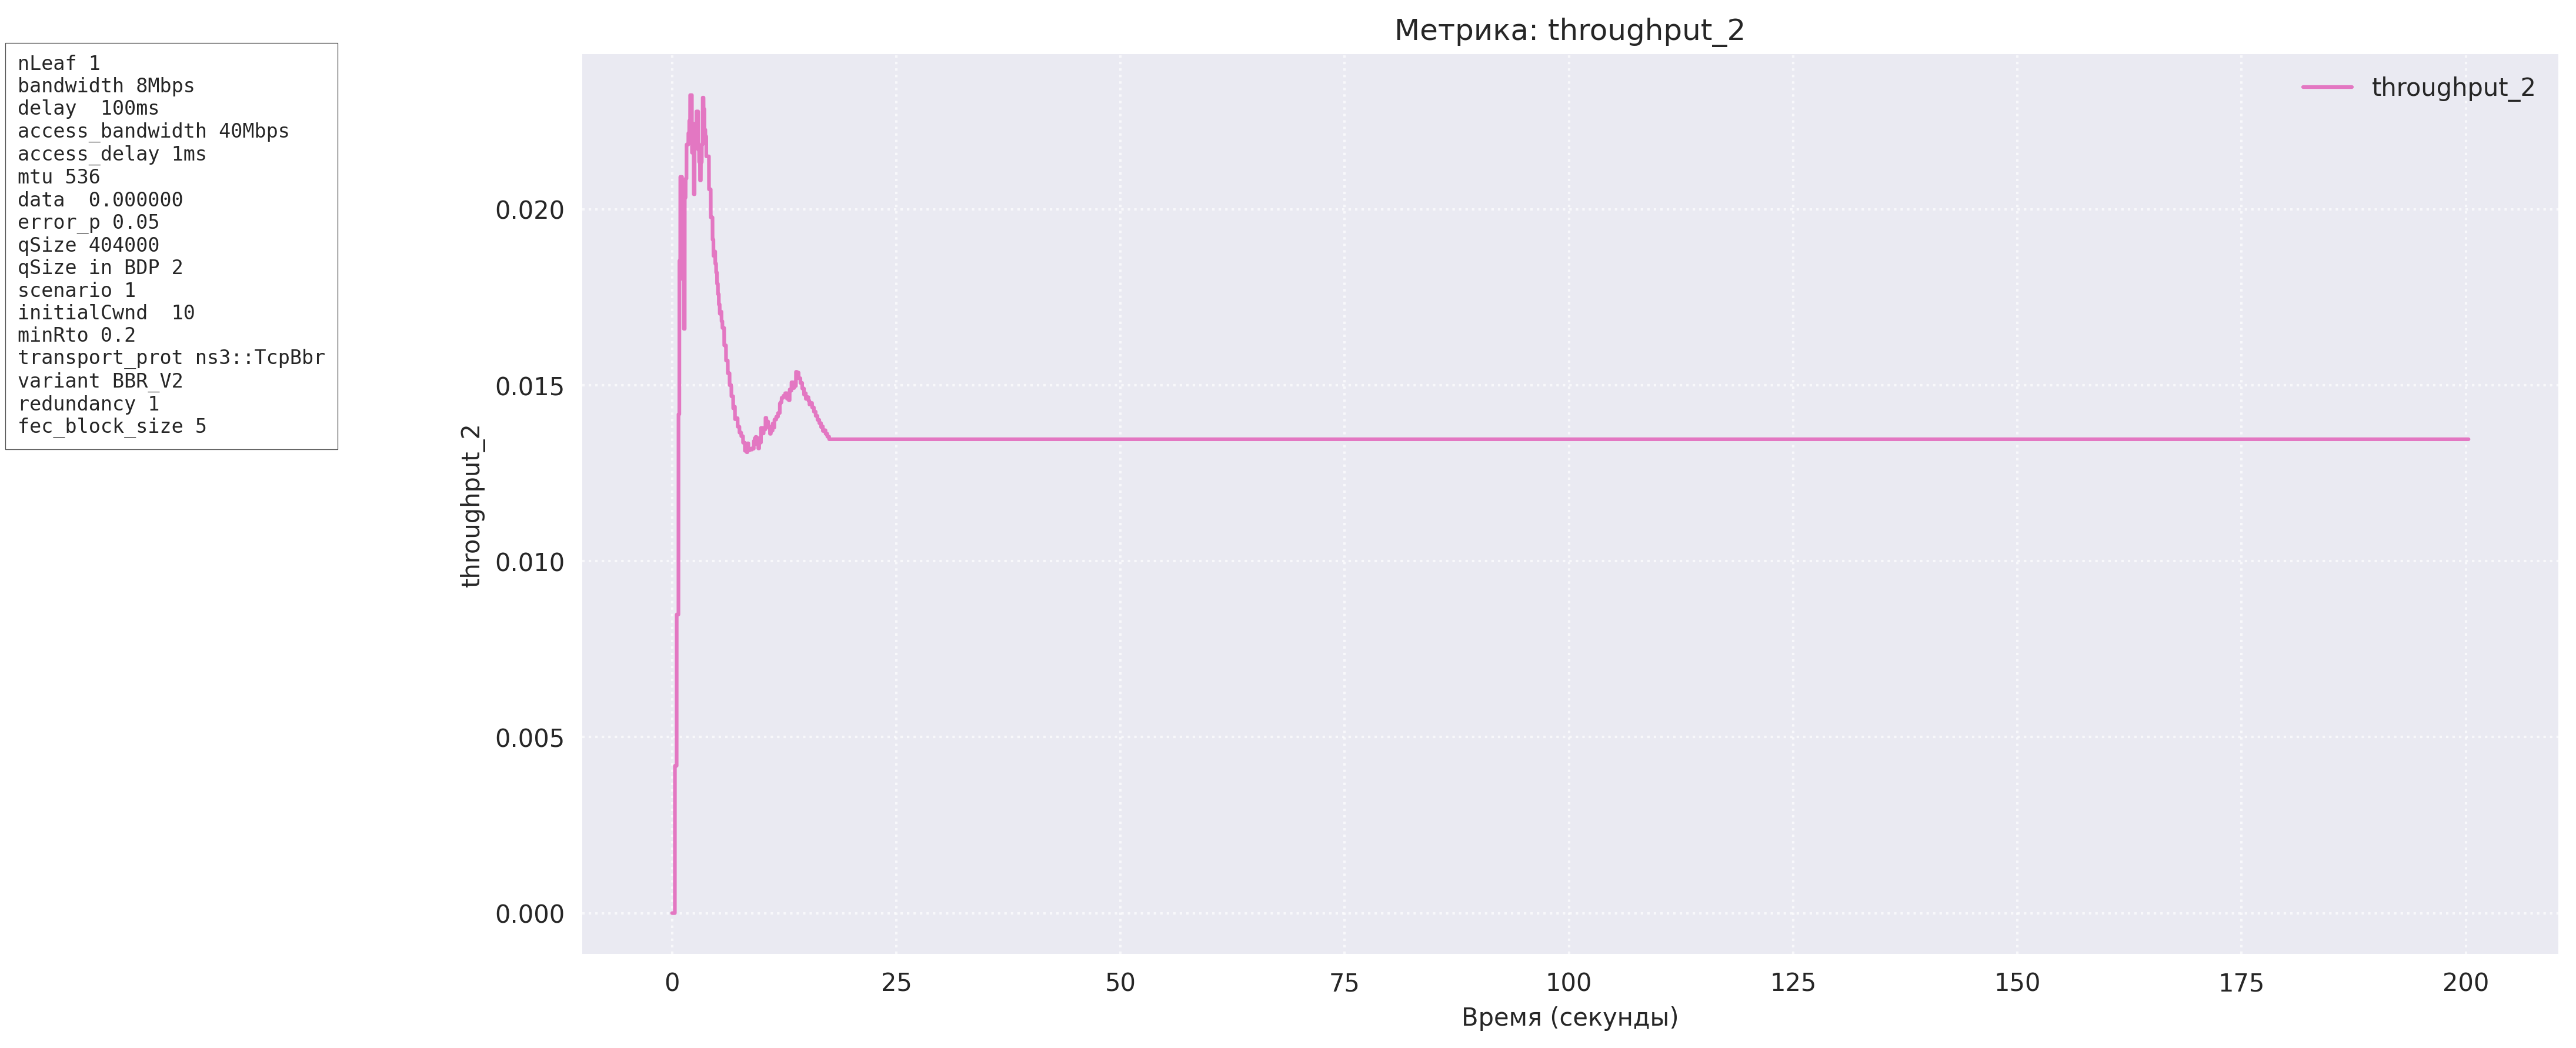 Метрика: throughput_2
nLeaf 1
bandwidth 8Mbps
delay  100ms
access_bandwidth 40Mbps
access_delay 1ms
mtu 536
data  0.000000
error_p 0.05
qSize 404000
qSize in BDP 2
scenario 1
initialCwnd  10
minRto 0.2
transport_prot ns3::TcpBbr
variant BBR_V2
redundancy 1
fec_block_size 5
throughput_2
throughput_2
0.020
0.015
0.010
0.005
0.000
0 25 50 75 100 125 150 175 200
Время (секунды)